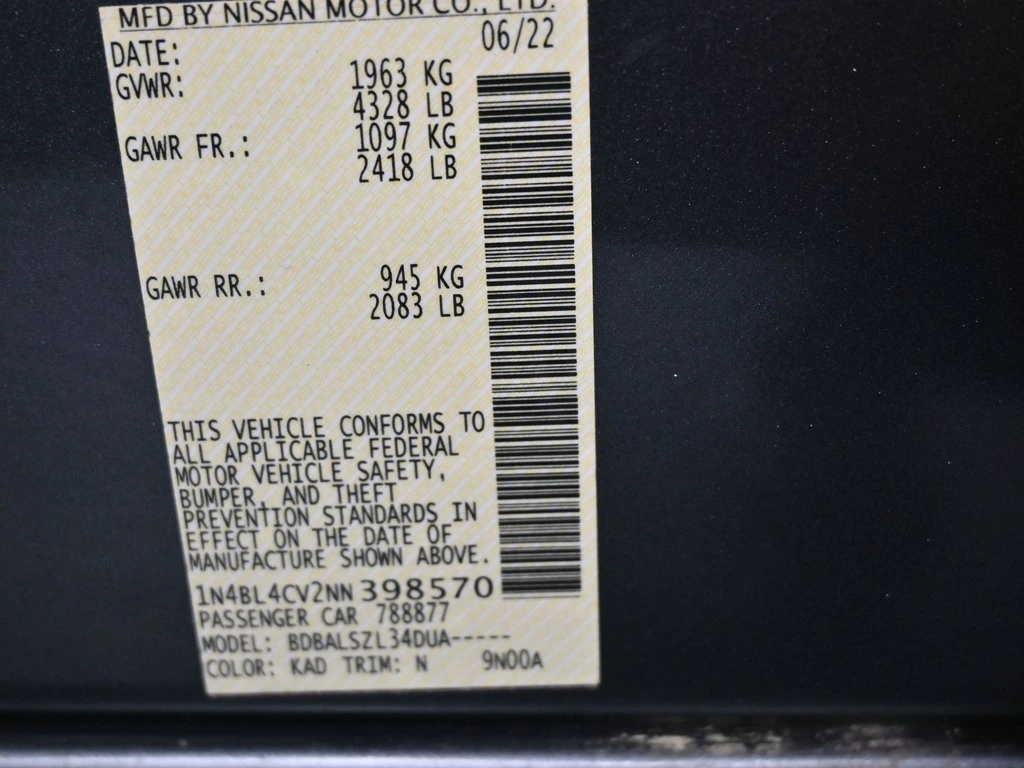 MFD BY NISSAN MOTOR CO., LTD.
DATE: 06/22
GVWR: 1963 KG
4328 LB
GAWR FR.: 1097 KG
2418 LB
GAWR RR.: 945 KG
2083 LB
THIS VEHICLE CONFORMS TO
ALL APPLICABLE FEDERAL
MOTOR VEHICLE SAFETY,
BUMPER, AND THEFT
PREVENTION STANDARDS IN
EFFECT ON THE DATE OF
MANUFACTURE SHOWN ABOVE.
1N4BL4CV2NN398570
PASSENGER CAR 788877
MODEL: BDBALSZL34DUA-----
COLOR: KAD TRIM: N 9N00A